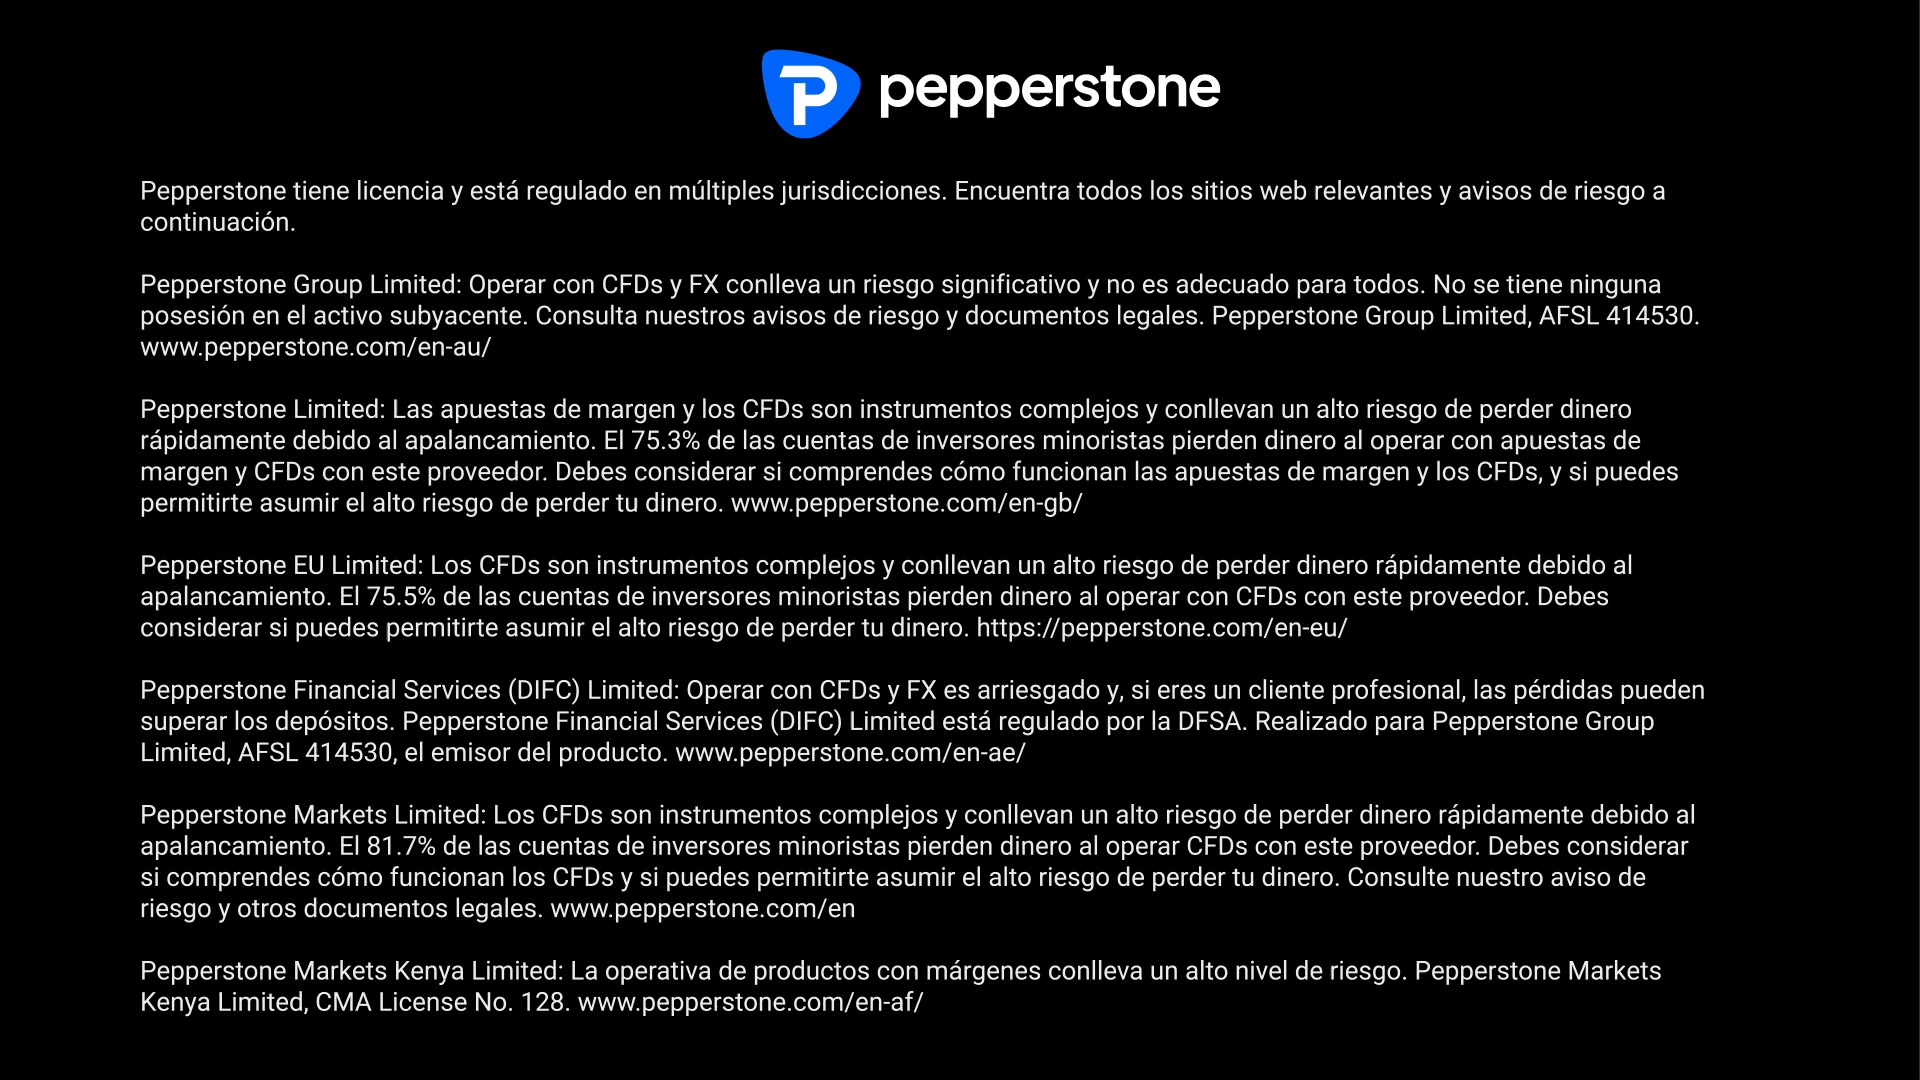 pepperstone
Pepperstone tiene licencia y está regulado en múltiples jurisdicciones. Encuentra todos los sitios web relevantes y avisos de riesgo a
continuación.
Pepperstone Group Limited: Operar con CFDs y FX conlleva un riesgo significativo y no es adecuado para todos. No se tiene ninguna
posesión en el activo subyacente. Consulta nuestros avisos de riesgo y documentos legales. Pepperstone Group Limited, AFSL 414530.
www.pepperstone.com/en-au/
Pepperstone Limited: Las apuestas de margen y los CFDs son instrumentos complejos y conllevan un alto riesgo de perder dinero
rápidamente debido al apalancamiento. El 75.3% de las cuentas de inversores minoristas pierden dinero al operar con apuestas de
margen y CFDs con este proveedor. Debes considerar si comprendes cómo funcionan las apuestas de margen y los CFDs, y si puedes
permitirte asumir el alto riesgo de perder tu dinero. www.pepperstone.com/en-gb/
Pepperstone EU Limited: Los CFDs son instrumentos complejos y conllevan un alto riesgo de perder dinero rápidamente debido al
apalancamiento. El 75.5% de las cuentas de inversores minoristas pierden dinero al operar con CFDs con este proveedor. Debes
considerar si puedes permitirte asumir el alto riesgo de perder tu dinero. https://pepperstone.com/en-eu/
Pepperstone Financial Services (DIFC) Limited: Operar con CFDs y FX es arriesgado y, si eres un cliente profesional, las pérdidas pueden
superar los depósitos. Pepperstone Financial Services (DIFC) Limited está regulado por la DFSA. Realizado para Pepperstone Group
Limited, AFSL 414530, el emisor del producto. www.pepperstone.com/en-ae/
Pepperstone Markets Limited: Los CFDs son instrumentos complejos y conllevan un alto riesgo de perder dinero rápidamente debido al
apalancamiento. El 81.7% de las cuentas de inversores minoristas pierden dinero al operar CFDs con este proveedor. Debes considerar
si comprendes cómo funcionan los CFDs y si puedes permitirte asumir el alto riesgo de perder tu dinero. Consulte nuestro aviso de
riesgo y otros documentos legales. www.pepperstone.com/en
Pepperstone Markets Kenya Limited: La operativa de productos con márgenes conlleva un alto nivel de riesgo. Pepperstone Markets
Kenya Limited, CMA License No. 128. www.pepperstone.com/en-af/